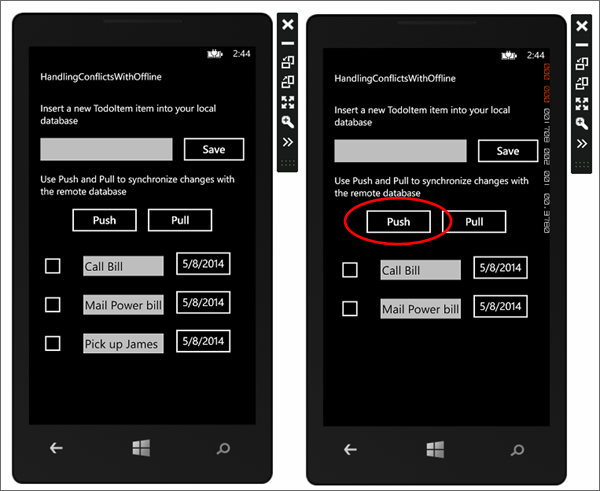 2:44
HandlingConflictsWithOffline
Insert a new TodoItem item into your local
database
Save
Use Push and Pull to synchronize changes with
the remote database
Push Pull
Call Bill 5/8/2014
Mail Power bill 5/8/2014
Pick up James 5/8/2014
2:44
HandlingConflictsWithOffline
Insert a new TodoItem item into your local
database
Save
Use Push and Pull to synchronize changes with
the remote database
Push Pull
Call Bill 5/8/2014
Mail Power bill 5/8/2014